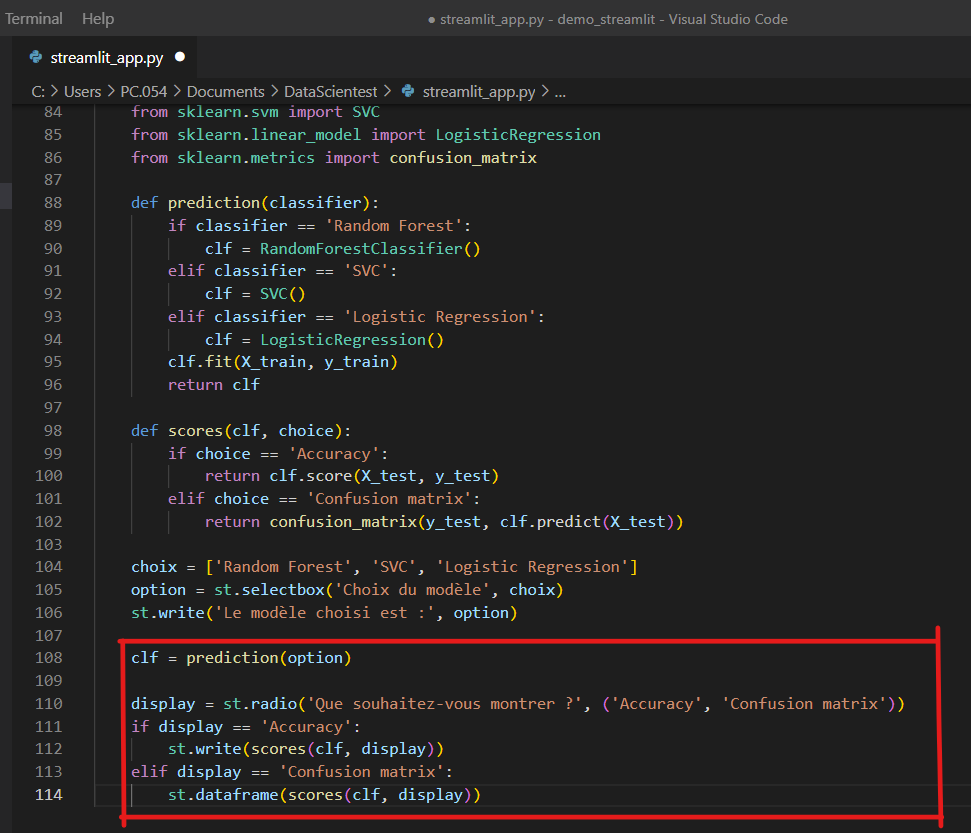 Terminal Help ● streamlit_app.py - demo_streamlit - Visual Studio Code
streamlit_app.py ●
C: > Users > PC.054 > Documents > DataScientest > streamlit_app.py > ...
84 from sklearn.svm import SVC
85 from sklearn.linear_model import LogisticRegression
86 from sklearn.metrics import confusion_matrix
87
88 def prediction(classifier):
89 if classifier == 'Random Forest':
90 clf = RandomForestClassifier()
91 elif classifier == 'SVC':
92 clf = SVC()
93 elif classifier == 'Logistic Regression':
94 clf = LogisticRegression()
95 clf.fit(X_train, y_train)
96 return clf
97
98 def scores(clf, choice):
99 if choice == 'Accuracy':
100 return clf.score(X_test, y_test)
101 elif choice == 'Confusion matrix':
102 return confusion_matrix(y_test, clf.predict(X_test))
103
104 choix = ['Random Forest', 'SVC', 'Logistic Regression']
105 option = st.selectbox('Choix du modèle', choix)
106 st.write('Le modèle choisi est :', option)
107
108 clf = prediction(option)
109
110 display = st.radio('Que souhaitez-vous montrer ?', ('Accuracy', 'Confusion matrix'))
111 if display == 'Accuracy':
112 st.write(scores(clf, display))
113 elif display == 'Confusion matrix':
114 st.dataframe(scores(clf, display))